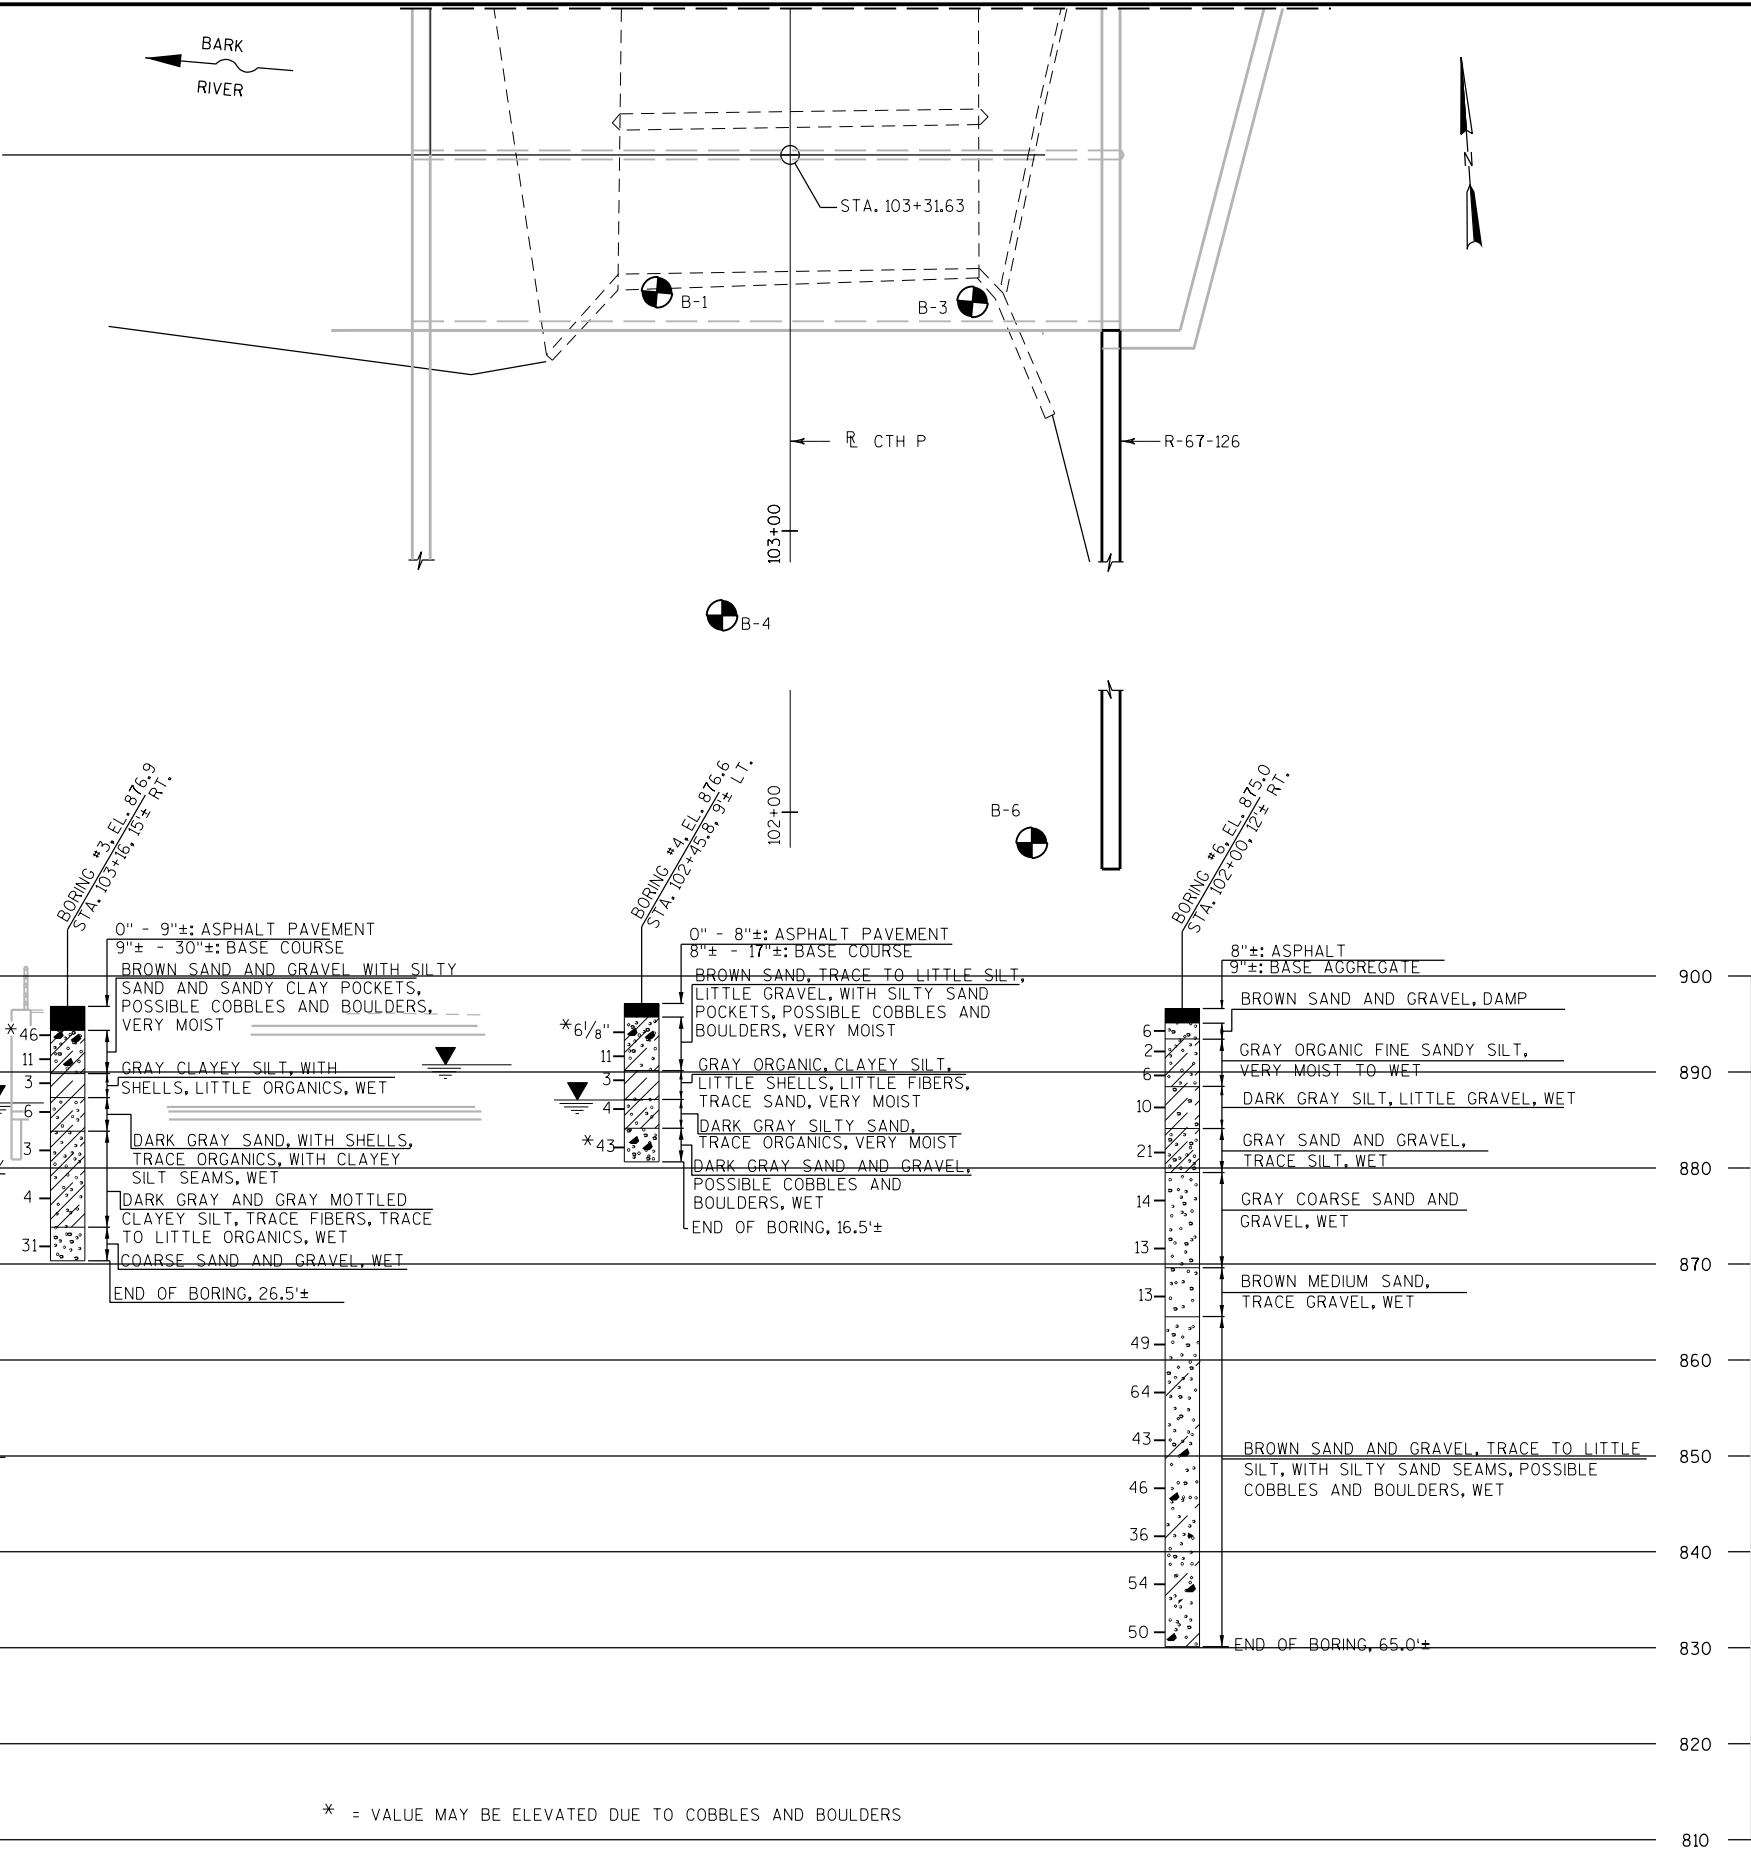 BARK
RIVER
N
STA. 103+31.63
B-1
B-3
R CTH P
R-67-126
103+00
B-4
102+00
B-6
BORING #3, EL. 876.9
STA. 103+16, 15'± RT.
0" - 9"±: ASPHALT PAVEMENT
9"± - 30"±: BASE COURSE
BROWN SAND AND GRAVEL WITH SILTY
SAND AND SANDY CLAY POCKETS,
POSSIBLE COBBLES AND BOULDERS,
VERY MOIST
GRAY CLAYEY SILT, WITH
SHELLS, LITTLE ORGANICS, WET
DARK GRAY SAND, WITH SHELLS,
TRACE ORGANICS, WITH CLAYEY
SILT SEAMS, WET
DARK GRAY AND GRAY MOTTLED
CLAYEY SILT, TRACE FIBERS, TRACE
TO LITTLE ORGANICS, WET
COARSE SAND AND GRAVEL, WET
END OF BORING, 26.5'±
*46
11
3
6
3
4
31
BORING #4, EL. 876.6
STA. 102+45.8, 9'± LT.
0" - 8"±: ASPHALT PAVEMENT
8"± - 17"±: BASE COURSE
BROWN SAND, TRACE TO LITTLE SILT,
LITTLE GRAVEL, WITH SILTY SAND
POCKETS, POSSIBLE COBBLES AND
BOULDERS, VERY MOIST
GRAY ORGANIC, CLAYEY SILT,
LITTLE SHELLS, LITTLE FIBERS,
TRACE SAND, VERY MOIST
DARK GRAY SILTY SAND,
TRACE ORGANICS, VERY MOIST
DARK GRAY SAND AND GRAVEL,
POSSIBLE COBBLES AND
BOULDERS, WET
END OF BORING, 16.5'±
*6 1/8"
11
3
4
*43
BORING #6, EL. 875.0
STA. 102+00, 12'± RT.
8"±: ASPHALT
9"±: BASE AGGREGATE
BROWN SAND AND GRAVEL, DAMP
GRAY ORGANIC FINE SANDY SILT,
VERY MOIST TO WET
DARK GRAY SILT, LITTLE GRAVEL, WET
GRAY SAND AND GRAVEL,
TRACE SILT, WET
GRAY COARSE SAND AND
GRAVEL, WET
BROWN MEDIUM SAND,
TRACE GRAVEL, WET
BROWN SAND AND GRAVEL, TRACE TO LITTLE
SILT, WITH SILTY SAND SEAMS, POSSIBLE
COBBLES AND BOULDERS, WET
END OF BORING, 65.0'±
6
2
6
10
21
14
13
13
49
64
43
46
36
54
50
900
890
880
870
860
850
840
830
820
810
* = VALUE MAY BE ELEVATED DUE TO COBBLES AND BOULDERS